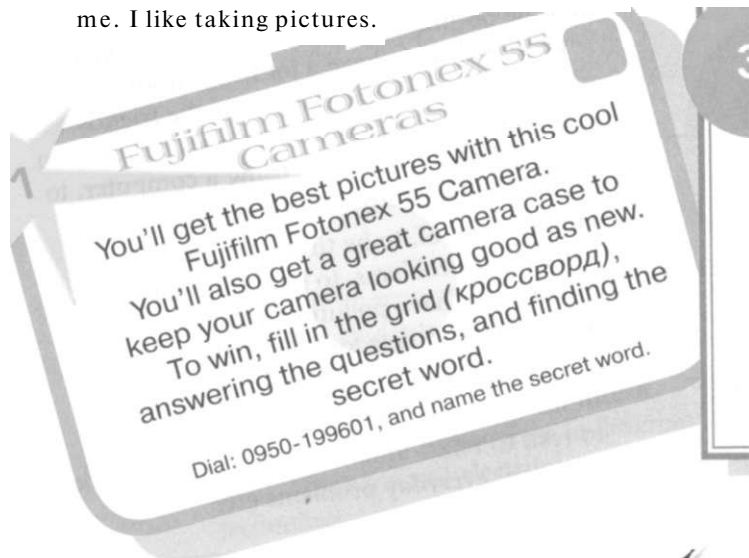 me. I like taking pictures.
1
Fujifilm Fotonex 55
Cameras
You'll get the best pictures with this cool
Fujifilm Fotonex 55 Camera.
You'll also get a great camera case to
keep your camera looking good as new.
To win, fill in the grid (кроссворд),
answering the questions, and finding the
secret word.
Dial: 0950-199601, and name the secret word.
3